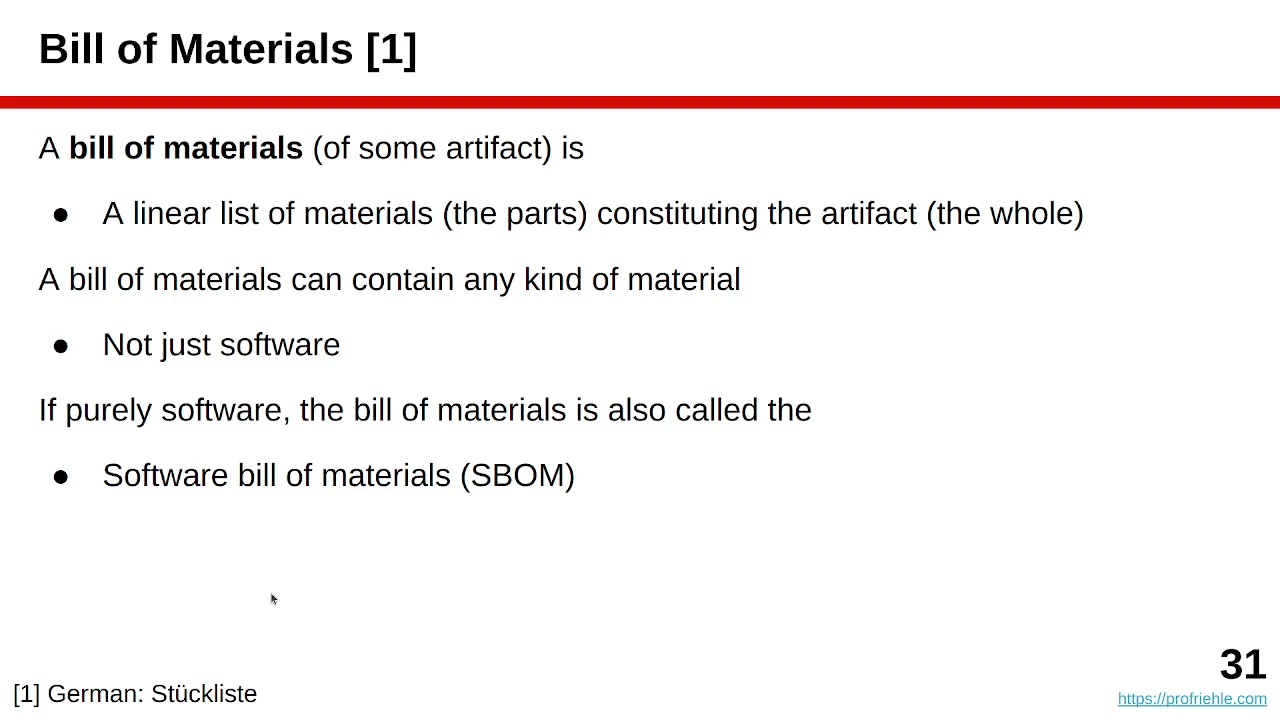 Bill of Materials [1]
A bill of materials (of some artifact) is
● A linear list of materials (the parts) constituting the artifact (the whole)
A bill of materials can contain any kind of material
● Not just software
If purely software, the bill of materials is also called the
● Software bill of materials (SBOM)
31
[1] German: Stückliste
https://profriehle.com